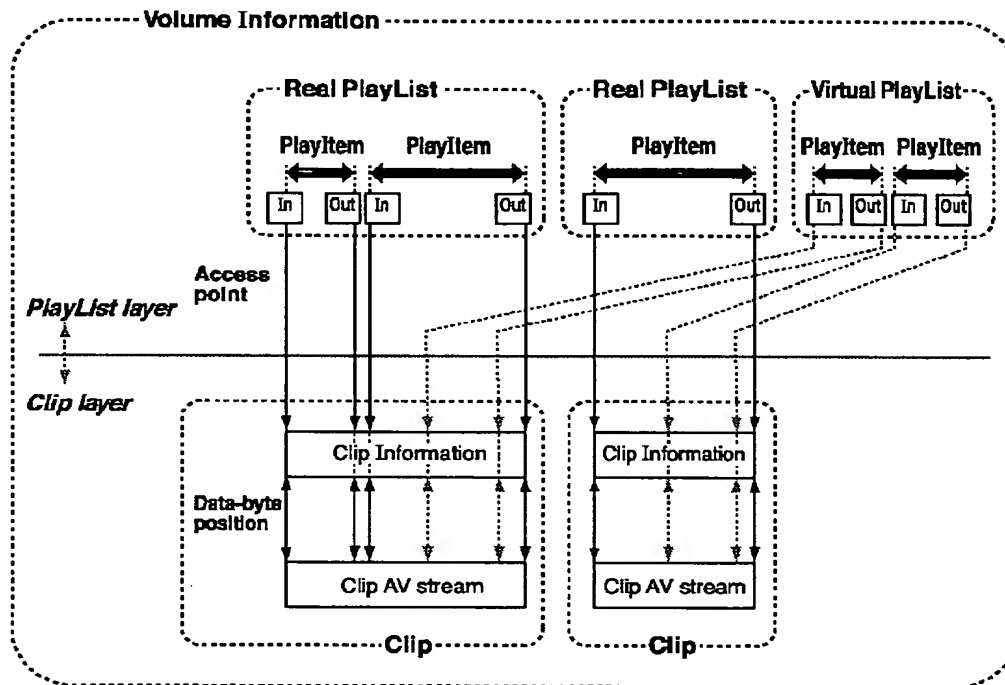 Volume Information
Real PlayList
Real PlayList
Virtual PlayList
PlayItem
PlayItem
PlayItem
PlayItem
PlayItem
In
Out
In
Out
In
Out
In
Out
In
Out
Access
point
PlayList layer
Clip layer
Clip Information
Clip Information
Data-byte
position
Clip AV stream
Clip AV stream
Clip
Clip